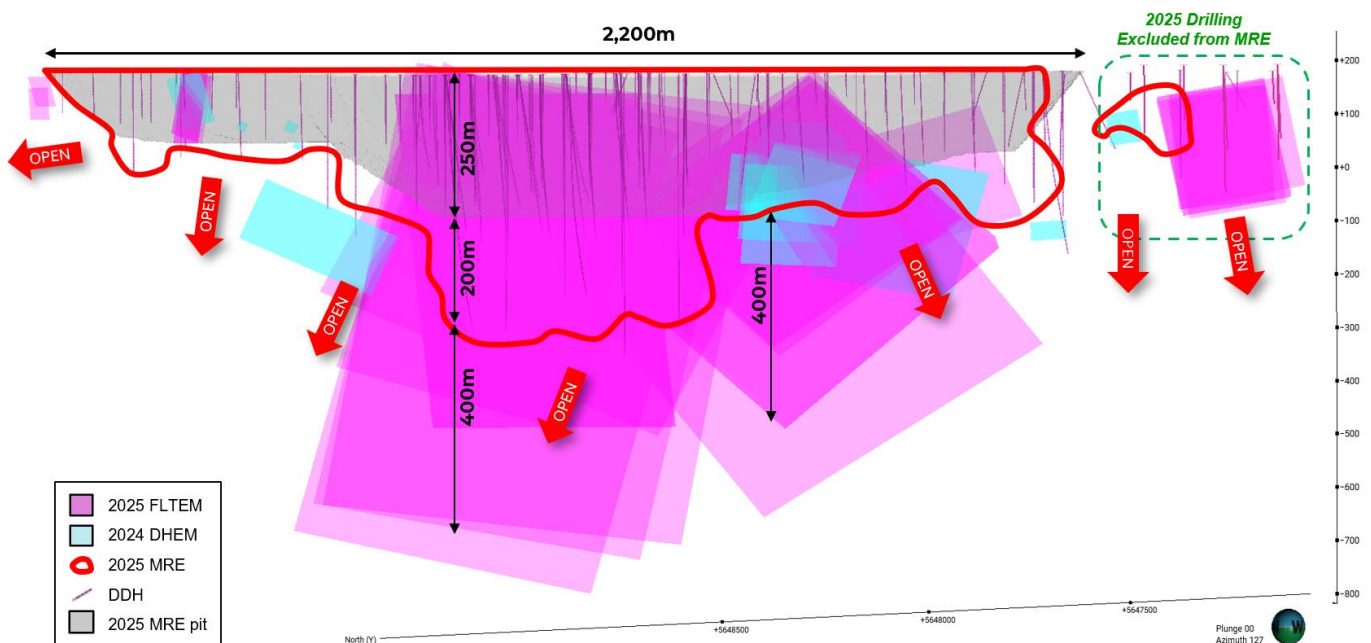 2025 Drilling
Excluded from MRE
2,200m
+200
+100
+0
-100
-200
-300
-400
-500
-600
-700
-800
250m
200m
400m
400m
OPEN
OPEN
OPEN
OPEN
OPEN
OPEN
OPEN
2025 FLTEM
2024 DHEM
2025 MRE
DDH
2025 MRE pit
North (Y)
+5648500
+5648000
+5647500
Plunge 00
Azimuth 127
W